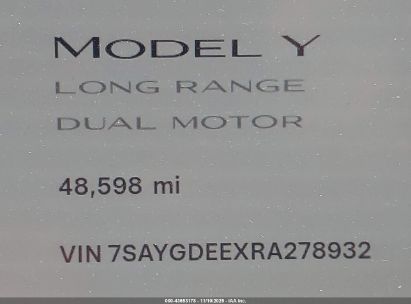 MODEL Y
LONG RANGE
DUAL MOTOR
48,598 mi
VIN 7SAYGDEEXRA278932